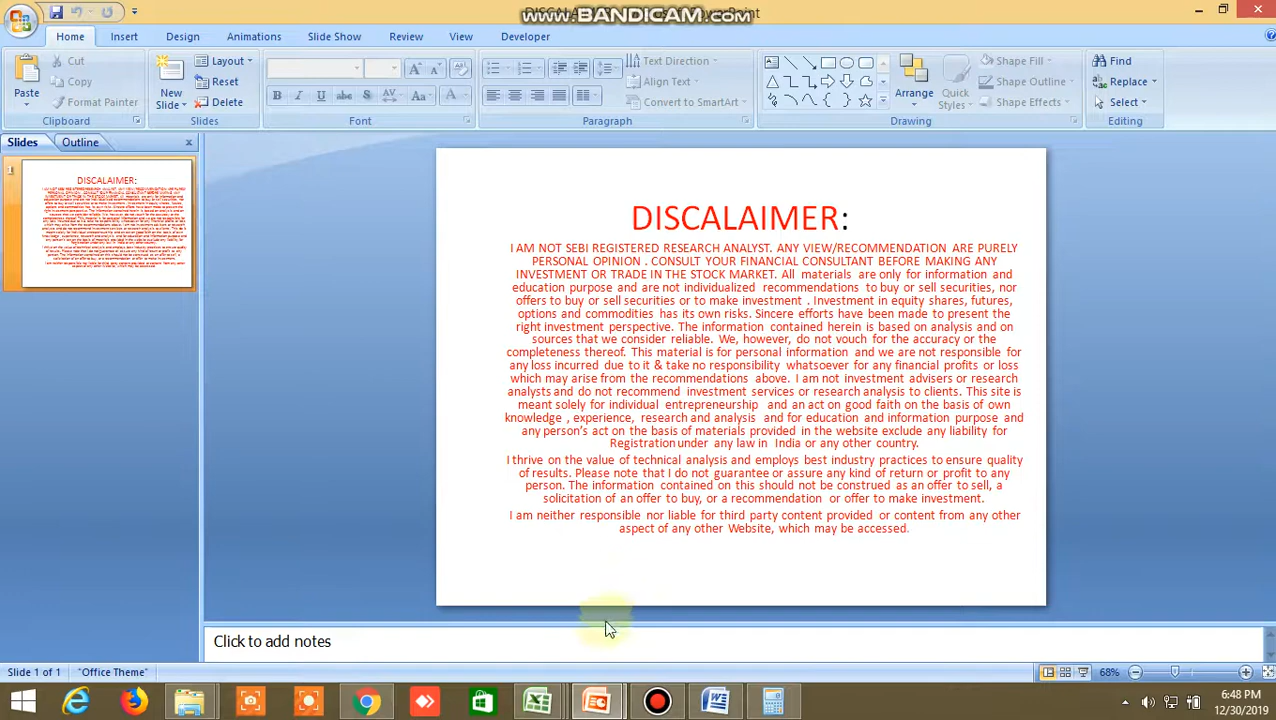 www.BANDICAM.com
Home Insert Design Animations Slide Show Review View Developer
Paste
Cut
Copy
Format Painter
Clipboard
New Slide
Layout
Reset
Delete
Slides
B I U abc S AV Aa A
Font
Text Direction
Align Text
Convert to SmartArt
Paragraph
Arrange
Quick Styles
Shape Fill
Shape Outline
Shape Effects
Drawing
Find
Replace
Select
Editing
Slides Outline
1
DISCALAIMER:
DISCALAIMER:
I AM NOT SEBI REGISTERED RESEARCH ANALYST. ANY VIEW/RECOMMENDATION ARE PURELY
PERSONAL OPINION . CONSULT YOUR FINANCIAL CONSULTANT BEFORE MAKING ANY
INVESTMENT OR TRADE IN THE STOCK MARKET. All materials are only for information and
education purpose and are not individualized recommendations to buy or sell securities, nor
offers to buy or sell securities or to make investment . Investment in equity shares, futures,
options and commodities has its own risks. Sincere efforts have been made to present the
right investment perspective. The information contained herein is based on analysis and on
sources that we consider reliable. We, however, do not vouch for the accuracy or the
completeness thereof. This material is for personal information and we are not responsible for
any loss incurred due to it & take no responsibility whatsoever for any financial profits or loss
which may arise from the recommendations above. I am not investment advisers or research
analysts and do not recommend investment services or research analysis to clients. This site is
meant solely for individual entrepreneurship and an act on good faith on the basis of own
knowledge , experience, research and analysis and for education and information purpose and
any person's act on the basis of materials provided in the website exclude any liability for
Registration under any law in India or any other country.
I thrive on the value of technical analysis and employs best industry practices to ensure quality
of results. Please note that I do not guarantee or assure any kind of return or profit to any
person. The information contained on this should not be construed as an offer to sell, a
solicitation of an offer to buy, or a recommendation or offer to make investment.
I am neither responsible nor liable for third party content provided or content from any other
aspect of any other Website, which may be accessed.
Click to add notes
Slide 1 of 1 "Office Theme" 68%
6:48 PM
12/30/2019